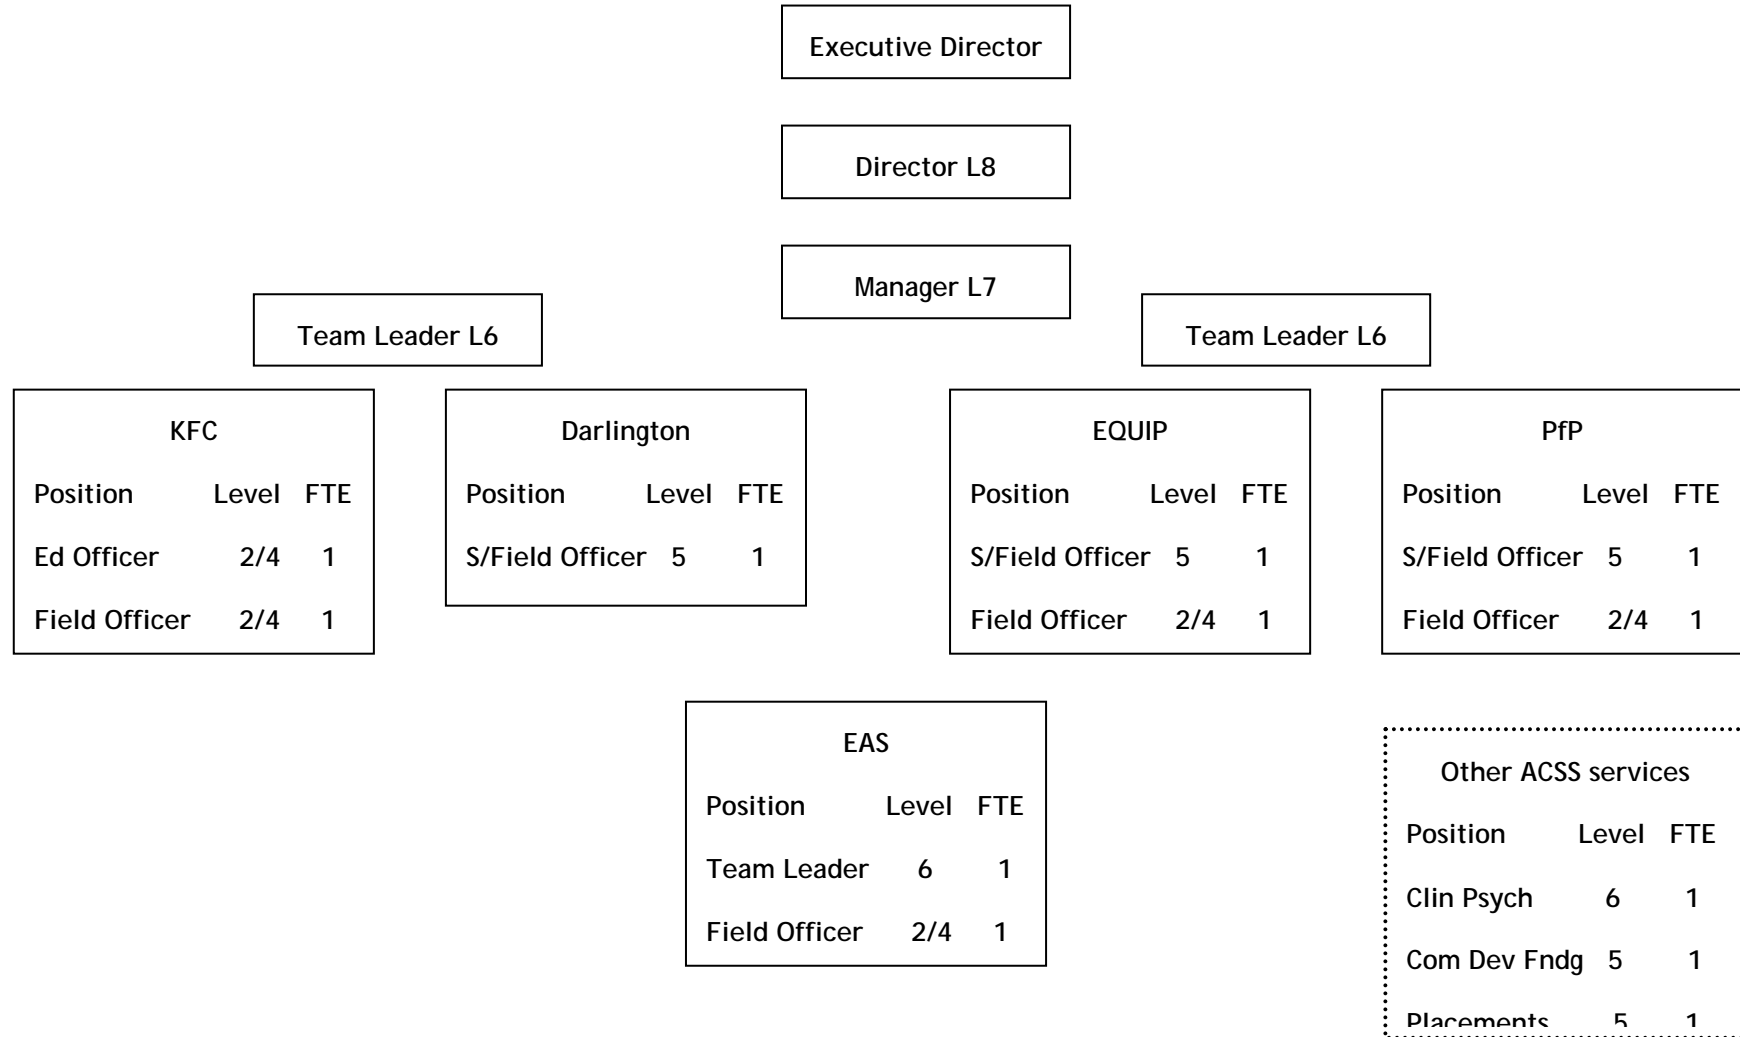 Executive Director
Director L8
Manager L7
Team Leader L6
Team Leader L6
KFC
Position Level FTE
Ed Officer 2/4 1
Field Officer 2/4 1
Darlington
Position Level FTE
S/Field Officer 5 1
EQUIP
Position Level FTE
S/Field Officer 5 1
Field Officer 2/4 1
PfP
Position Level FTE
S/Field Officer 5 1
Field Officer 2/4 1
EAS
Position Level FTE
Team Leader 6 1
Field Officer 2/4 1
Other ACSS services
Position Level FTE
Clin Psych 6 1
Com Dev Fndg 5 1
Placements 5 1